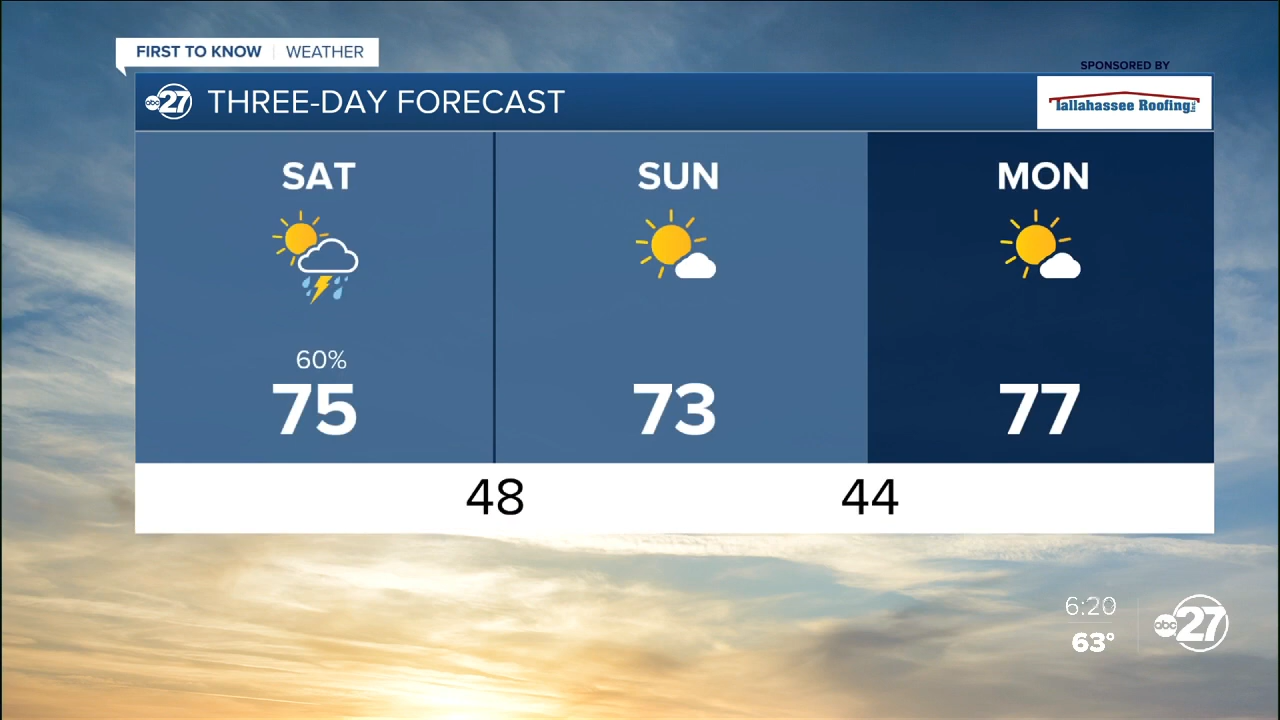 FIRST TO KNOW | WEATHER
SPONSORED BY
abc 27 THREE-DAY FORECAST
Tallahassee Roofing Inc.
SAT SUN MON
60%
75 73 77
48 44
6:20
63°
abc 27